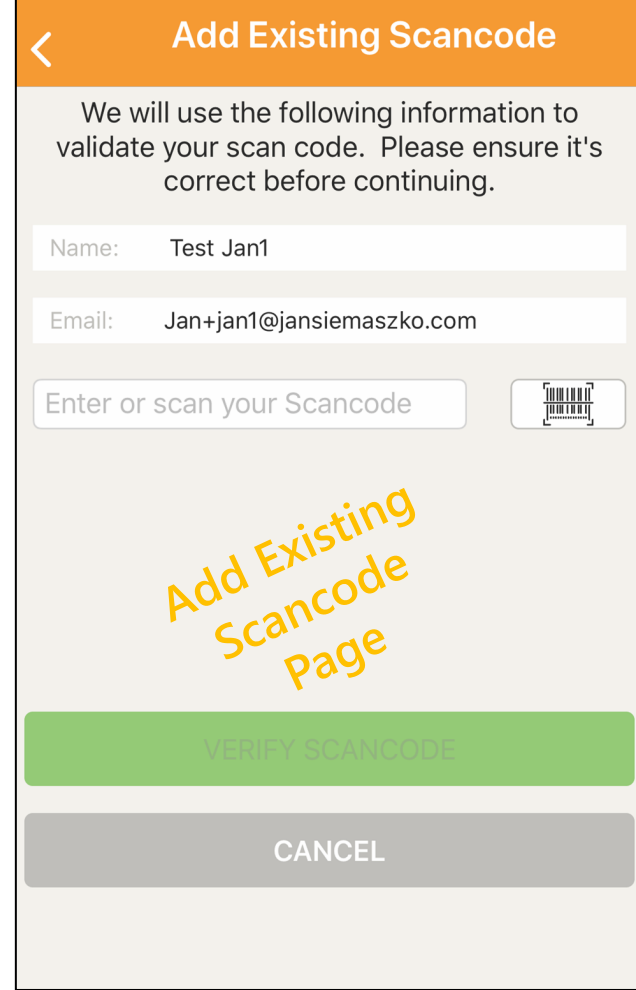 Add Existing Scancode
We will use the following information to
validate your scan code.  Please ensure it's
correct before continuing.
Name: Test Jan1
Email: Jan+jan1@jansiemaszko.com
Enter or scan your Scancode
Add Existing
Scancode
Page
VERIFY SCANCODE
CANCEL